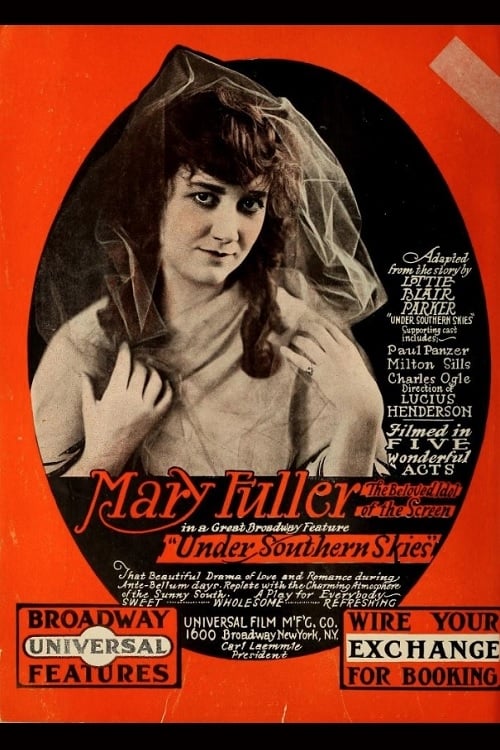 Adapted
from the story by
LOTTIE
BLAIR
PARKER
"UNDER SOUTHERN SKIES"
Supporting cast
includes:
Paul Panzer
Milton Sills
Charles Ogle
Direction of
LUCIUS
HENDERSON
Filmed in
FIVE
wonderful
ACTS
Mary Fuller
The Beloved Idol
of the Screen
in a Great Broadway Feature
"Under Southern Skies"
That Beautiful Drama of Love and Romance during
Ante-Bellum days. Replete with the Charming Atmosphere
of the Sunny South. A Play for Everybody-
SWEET WHOLESOME REFRESHING
BROADWAY
UNIVERSAL
FEATURES
UNIVERSAL FILM M'F'G. CO.
1600 Broadway New York, N.Y.
Carl Laemmle
President
WIRE YOUR
EXCHANGE
FOR BOOKING